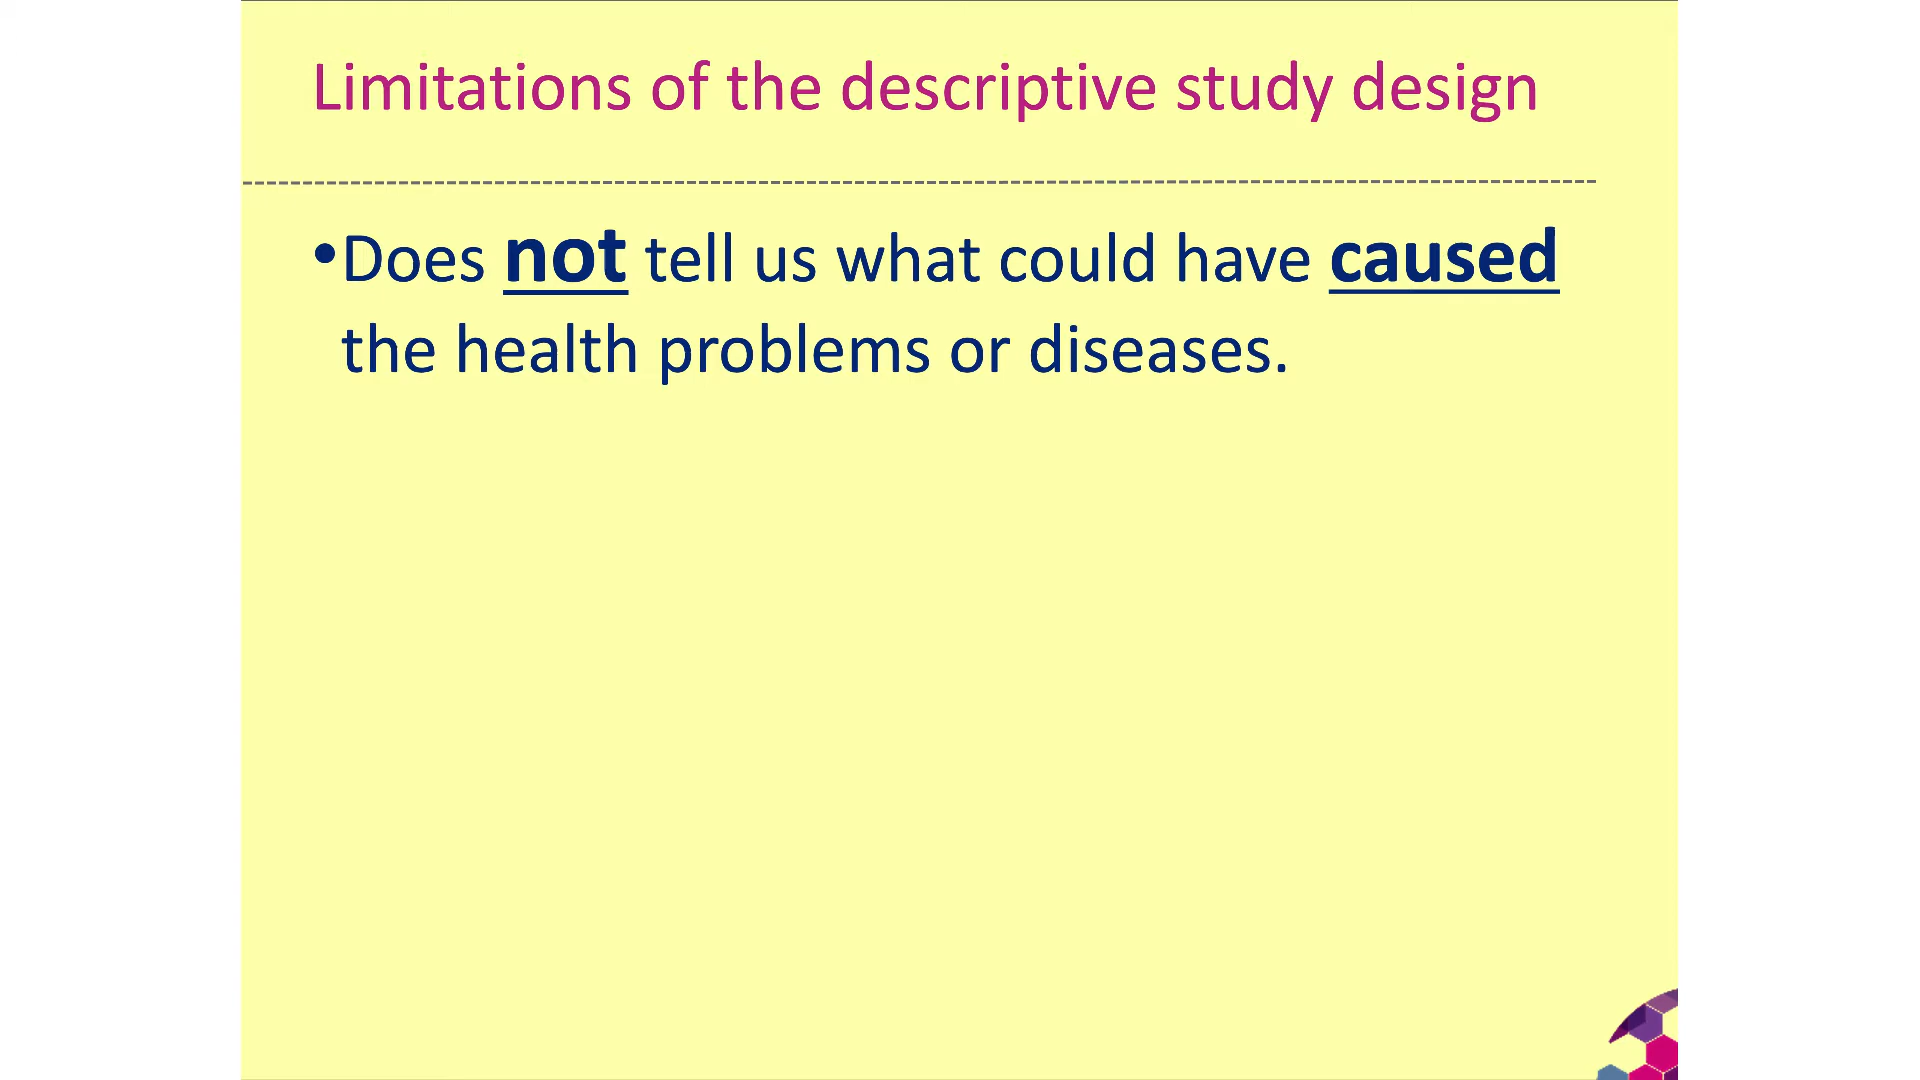 Limitations of the descriptive study design
•Does not tell us what could have caused
the health problems or diseases.